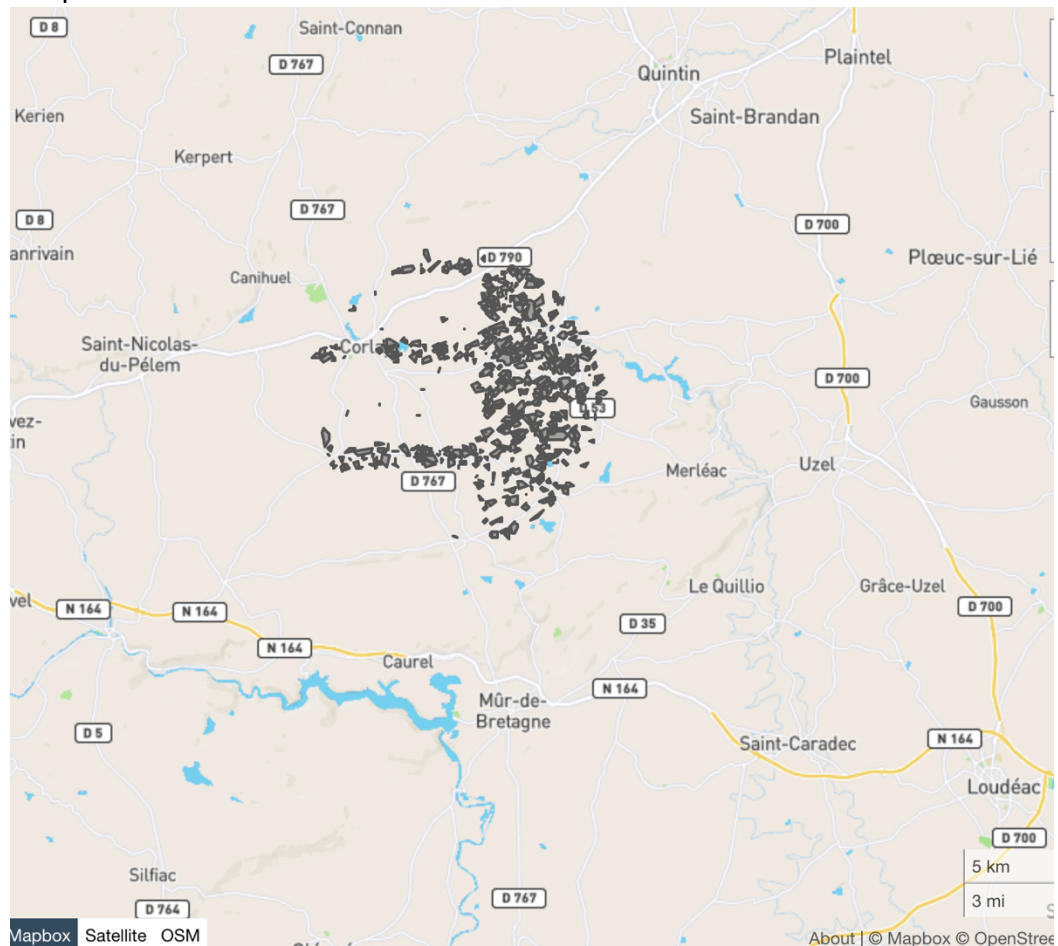 D 8
Saint-Connan
D 767
Plaintel
Quintin
Saint-Brandan
Kerien
Kerpert
D 767
D 8
D 700
anrivain
D 790
Plœuc-sur-Lié
Canihuel
Saint-Nicolas-
du-Pélem
Corla
D 700
Gausson
D 53
vez-
in
Merléac
Uzel
D 767
Le Quillio
Grâce-Uzel
vel
N 164
N 164
D 700
D 35
N 164
Caurel
N 164
Mûr-de-
Bretagne
D 5
Saint-Caradec
N 164
Loudéac
D 700
5 km
Silfiac
D 767
3 mi
D 764
S
Mapbox Satellite OSM
About | © Mapbox © OpenStree